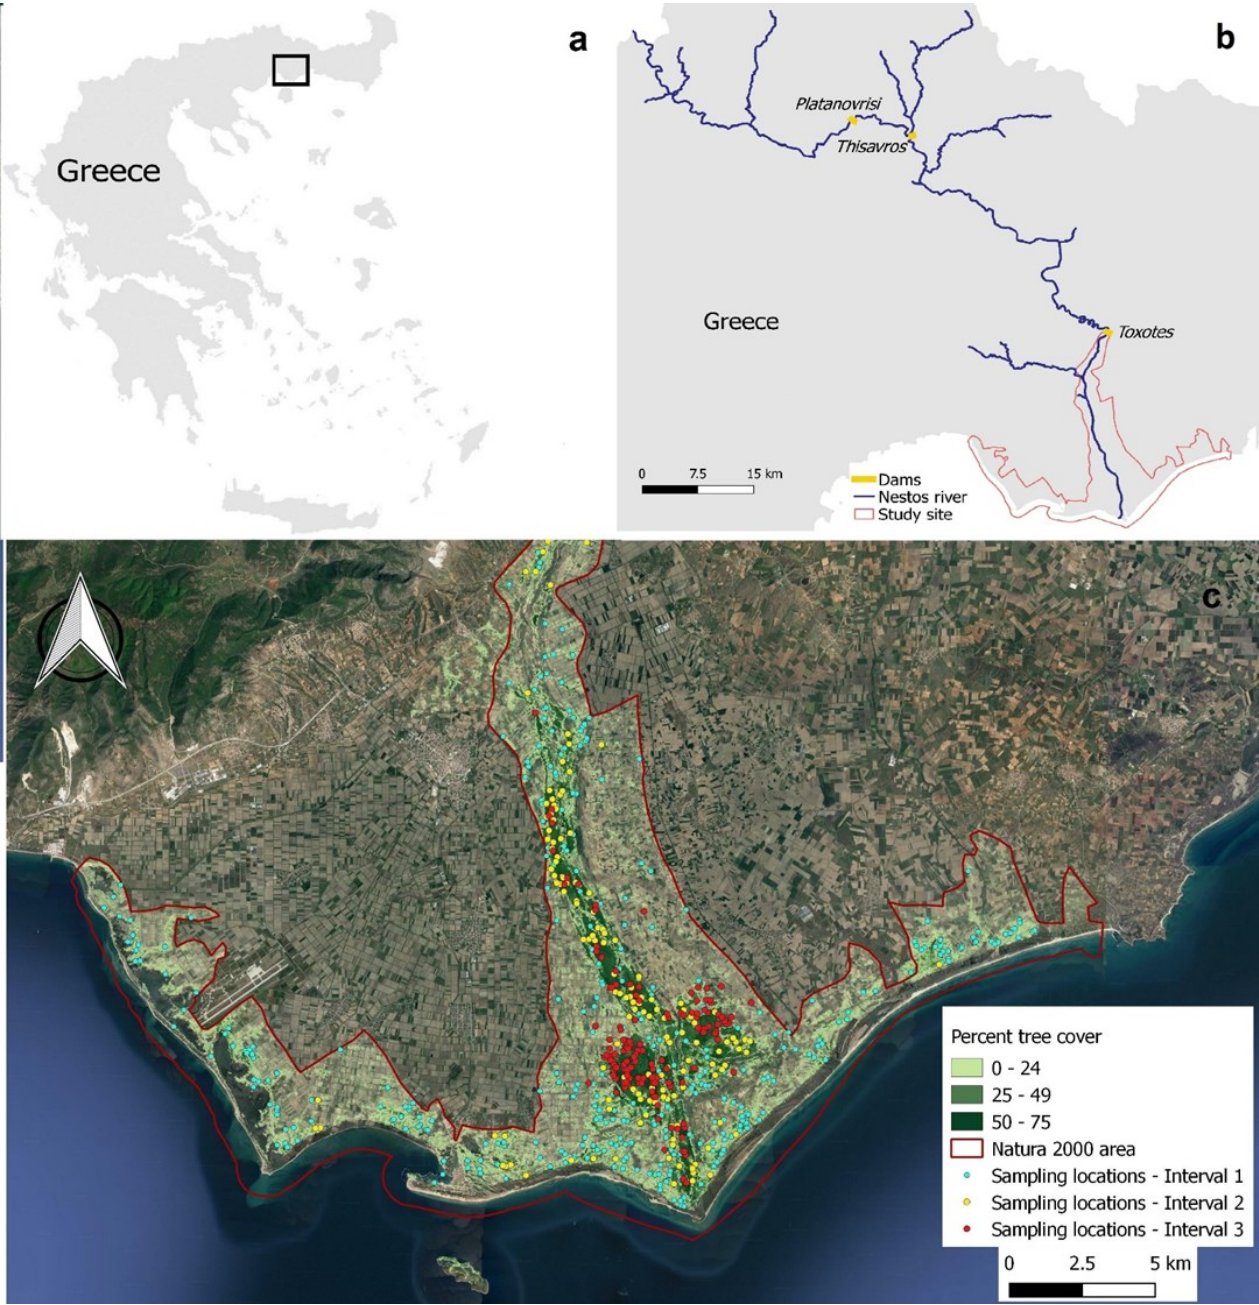 a
Greece
b
Platanovrisi
Thisavros
Greece
Toxotes
0 7.5 15 km
Dams
Nestos river
Study site
c
Percent tree cover
0 - 24
25 - 49
50 - 75
Natura 2000 area
Sampling locations - Interval 1
Sampling locations - Interval 2
Sampling locations - Interval 3
0 2.5 5 km